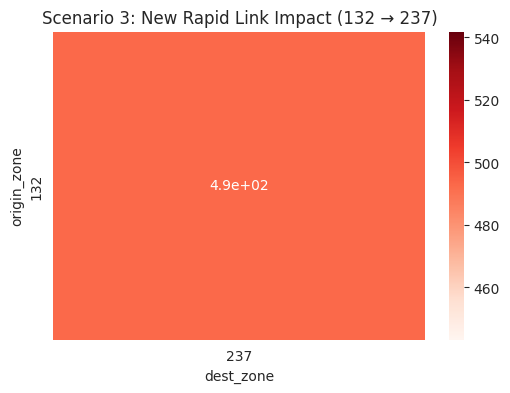 Scenario 3: New Rapid Link Impact (132 → 237)
origin_zone
132
4.9e+02
540
520
500
480
460
237
dest_zone